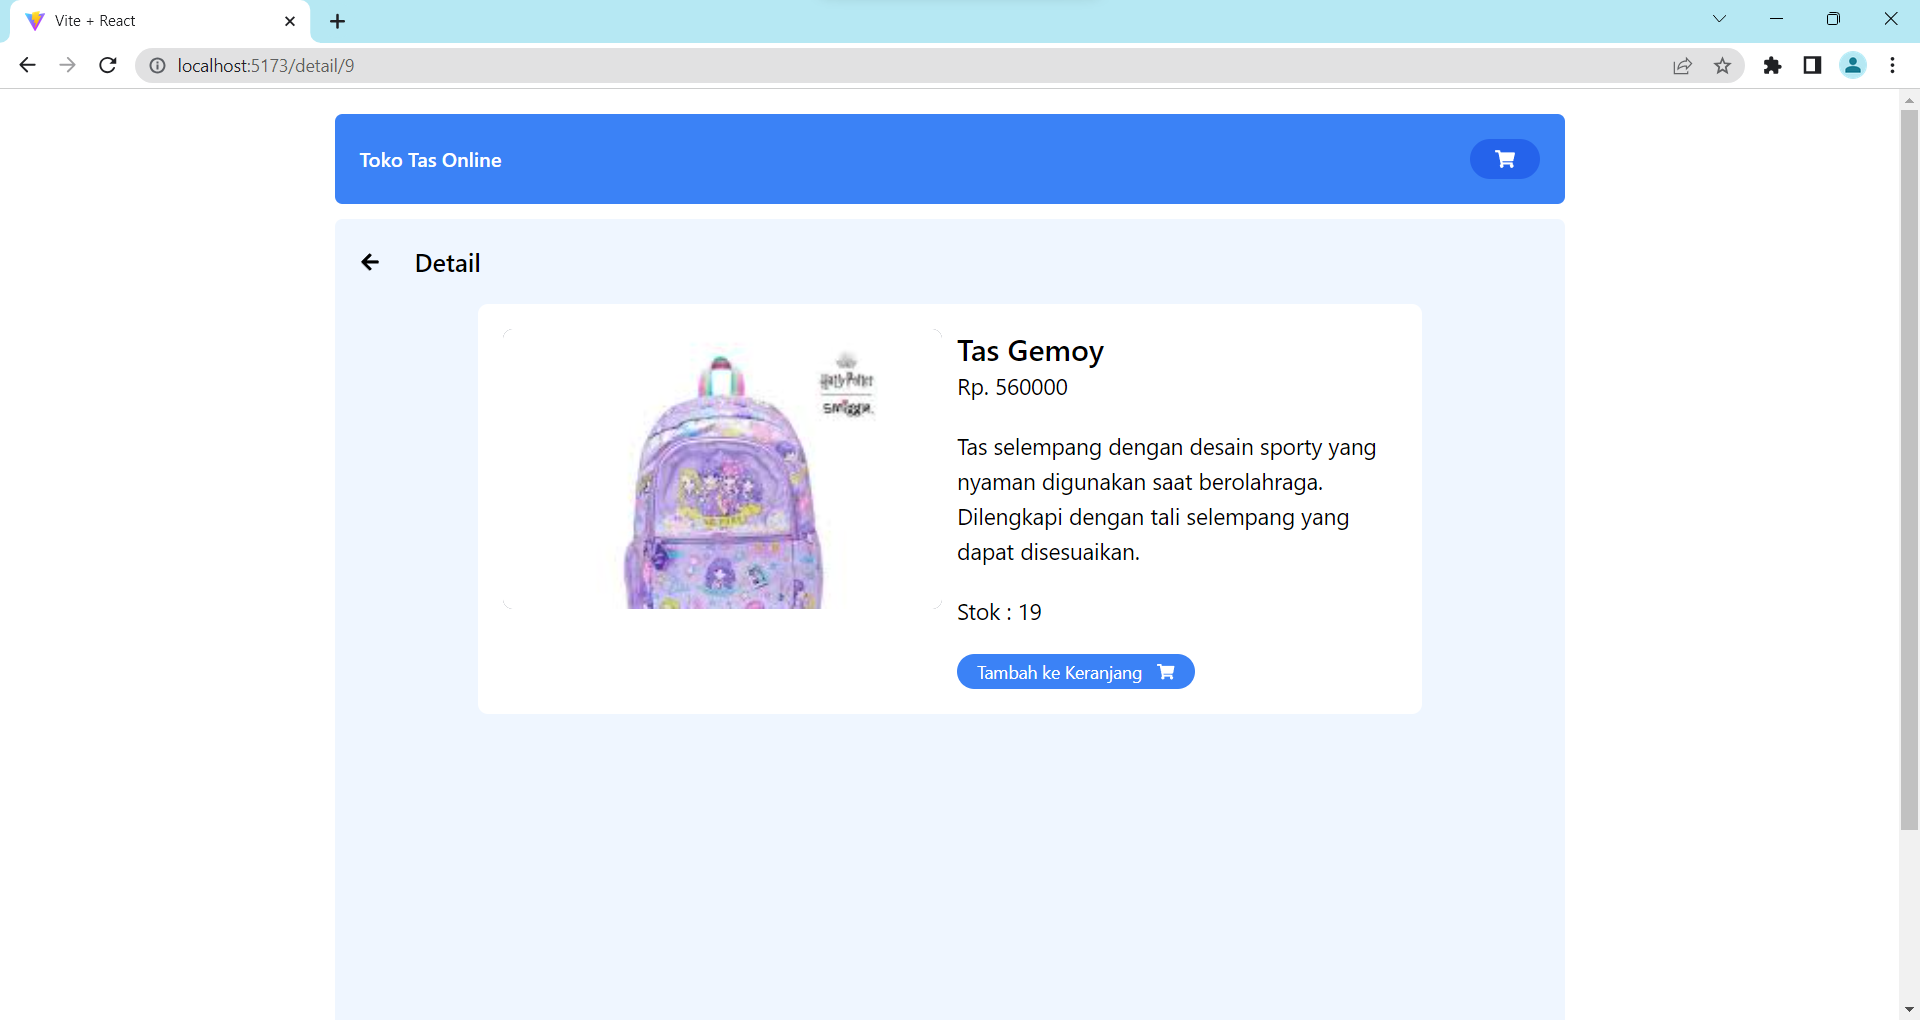 Vite + React
localhost:5173/detail/9
Toko Tas Online
Detail
Harry Potter
smiggle.
Tas Gemoy
Rp. 560000
Tas selempang dengan desain sporty yang
nyaman digunakan saat berolahraga.
Dilengkapi dengan tali selempang yang
dapat disesuaikan.
Stok : 19
Tambah ke Keranjang